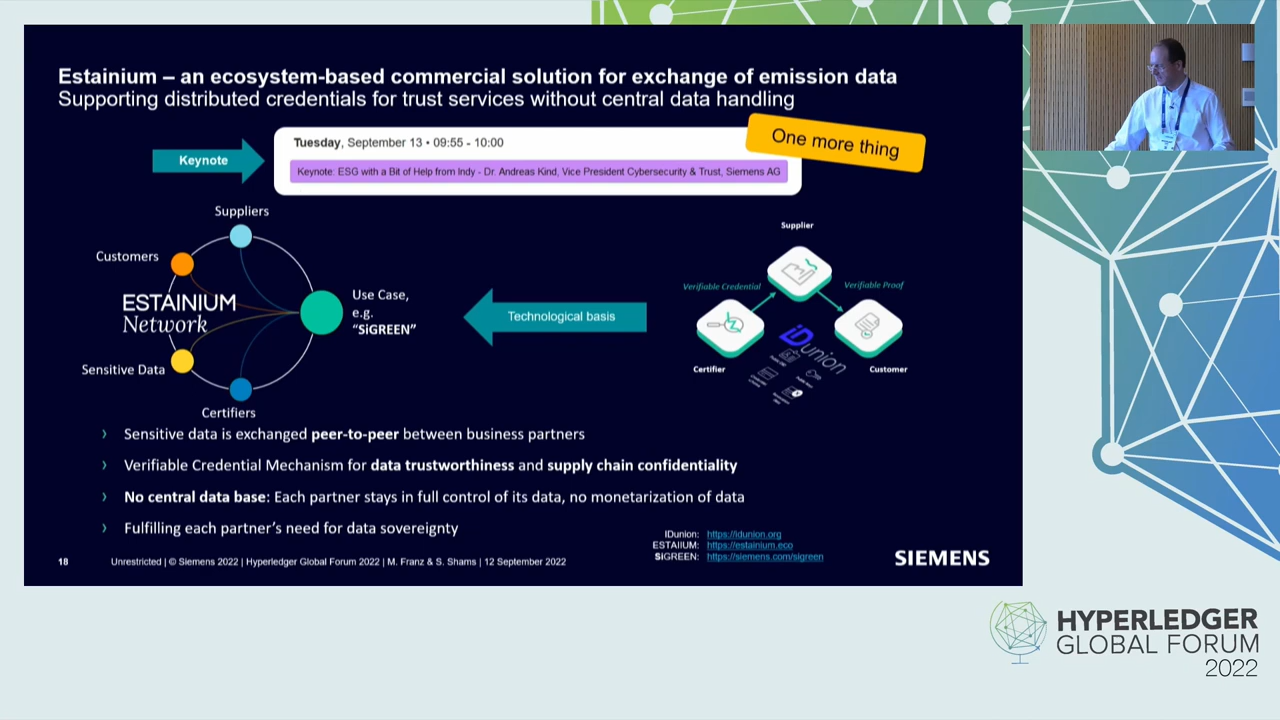 Estainium – an ecosystem-based commercial solution for exchange of emission data
Supporting distributed credentials for trust services without central data handling
Keynote
Tuesday, September 13 • 09:55 - 10:00
Keynote: ESG with a Bit of Help from Indy - Dr. Andreas Kind, Vice President Cybersecurity & Trust, Siemens AG
One more thing
Suppliers
Customers
ESTAINIUM
Network
Sensitive Data
Certifiers
Use Case,
e.g.
“SiGREEN”
Technological basis
Supplier
Verifiable Credential
Verifiable Proof
Certifier
Customer
iDunion
› Sensitive data is exchanged peer-to-peer between business partners
› Verifiable Credential Mechanism for data trustworthiness and supply chain confidentiality
› No central data base: Each partner stays in full control of its data, no monetarization of data
› Fulfilling each partner’s need for data sovereignty
IDunion: https://idunion.org
ESTAIIUM: https://estainium.eco
SiGREEN: https://siemens.com/sigreen
18 Unrestricted | © Siemens 2022 | Hyperledger Global Forum 2022 | M. Franz & S. Shams | 12 September 2022
SIEMENS
HYPERLEDGER
GLOBAL FORUM
2022